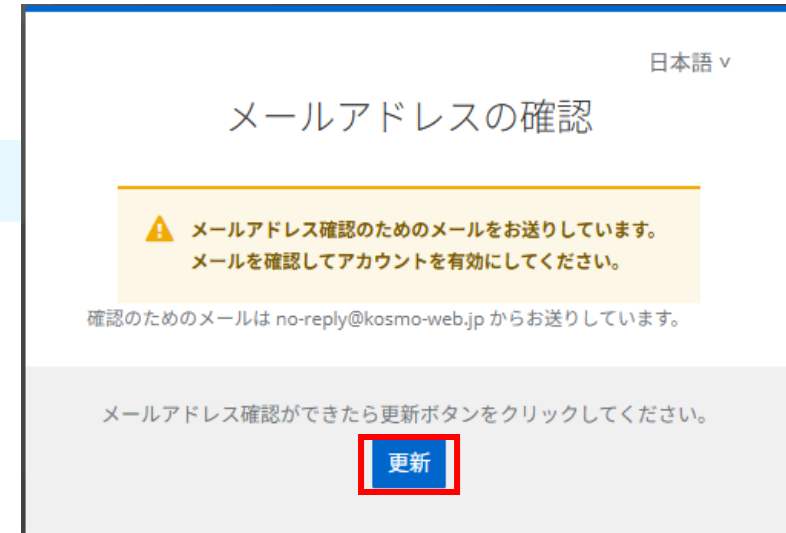 日本語 ∨
メールアドレスの確認
メールアドレス確認のためのメールをお送りしています。
メールを確認してアカウントを有効にしてください。
確認のためのメールは no-reply@kosmo-web.jp からお送りしています。
メールアドレス確認ができたら更新ボタンをクリックしてください。
更新